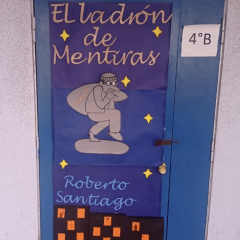 El ladrón
de
Mentiras
4°B
Roberto
Santiago